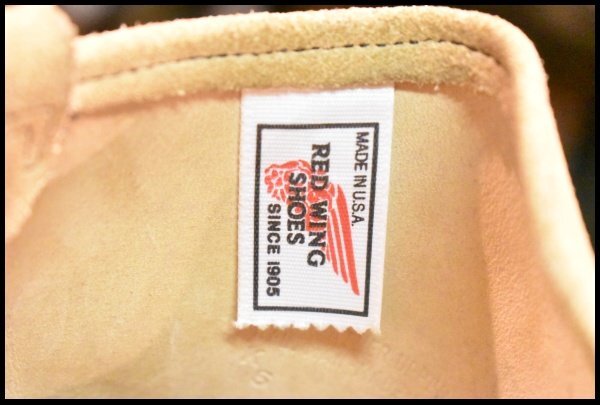 MADE IN U.S.A.
RED WING
SHOES
SINCE 1905